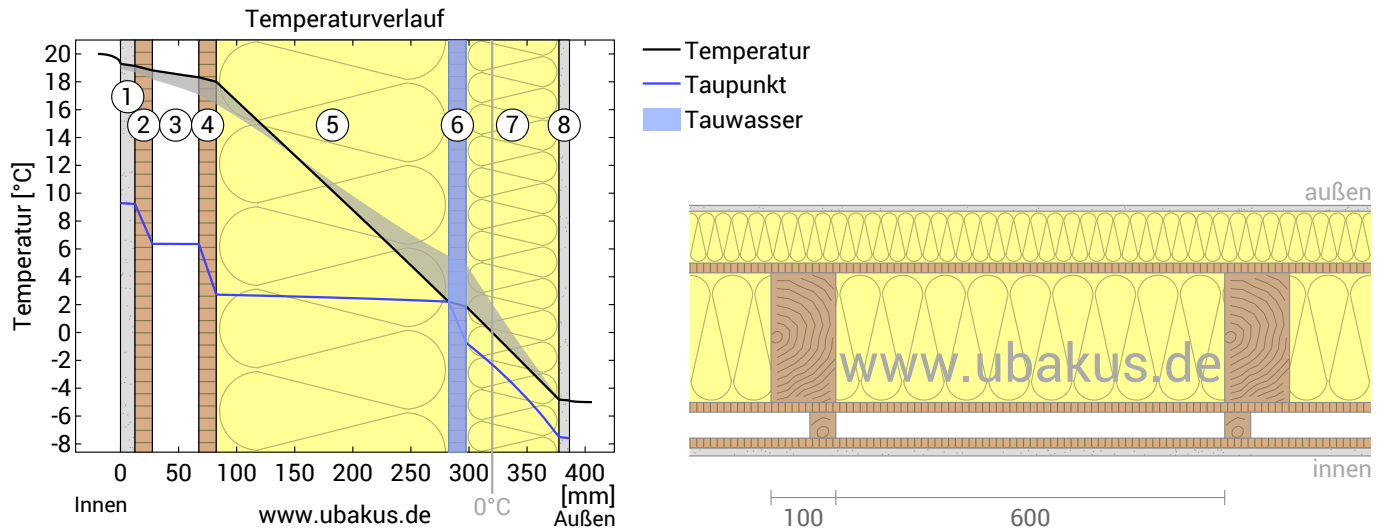 Temperaturverlauf
Temperatur [°C]
20
18
16
14
12
10
8
6
4
2
0
-2
-4
-6
-8
1
2
3
4
5
6
7
8
0
50
100
150
200
250
300
350
400
[mm]
Innen
www.ubakus.de
0°C
Außen
Temperatur
Taupunkt
Tauwasser
außen
www.ubakus.de
innen
100
600